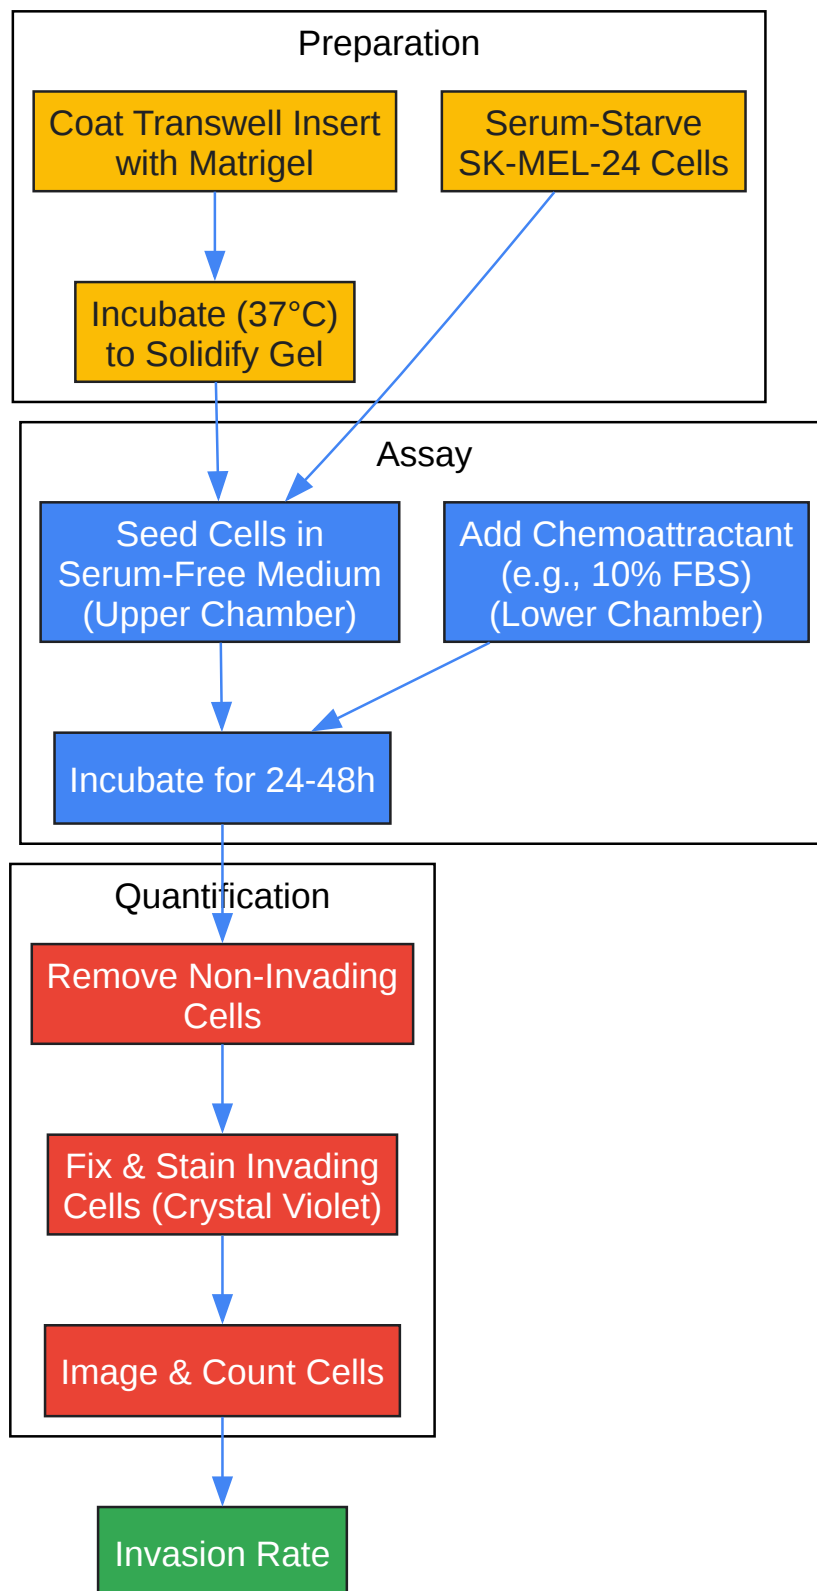 Preparation
Coat Transwell Insert
with Matrigel
Serum-Starve
SK-MEL-24 Cells
Incubate (37°C)
to Solidify Gel
Assay
Seed Cells in
Serum-Free Medium
(Upper Chamber)
Add Chemoattractant
(e.g., 10% FBS)
(Lower Chamber)
Incubate for 24-48h
Quantification
Remove Non-Invading
Cells
Fix & Stain Invading
Cells (Crystal Violet)
Image & Count Cells
Invasion Rate